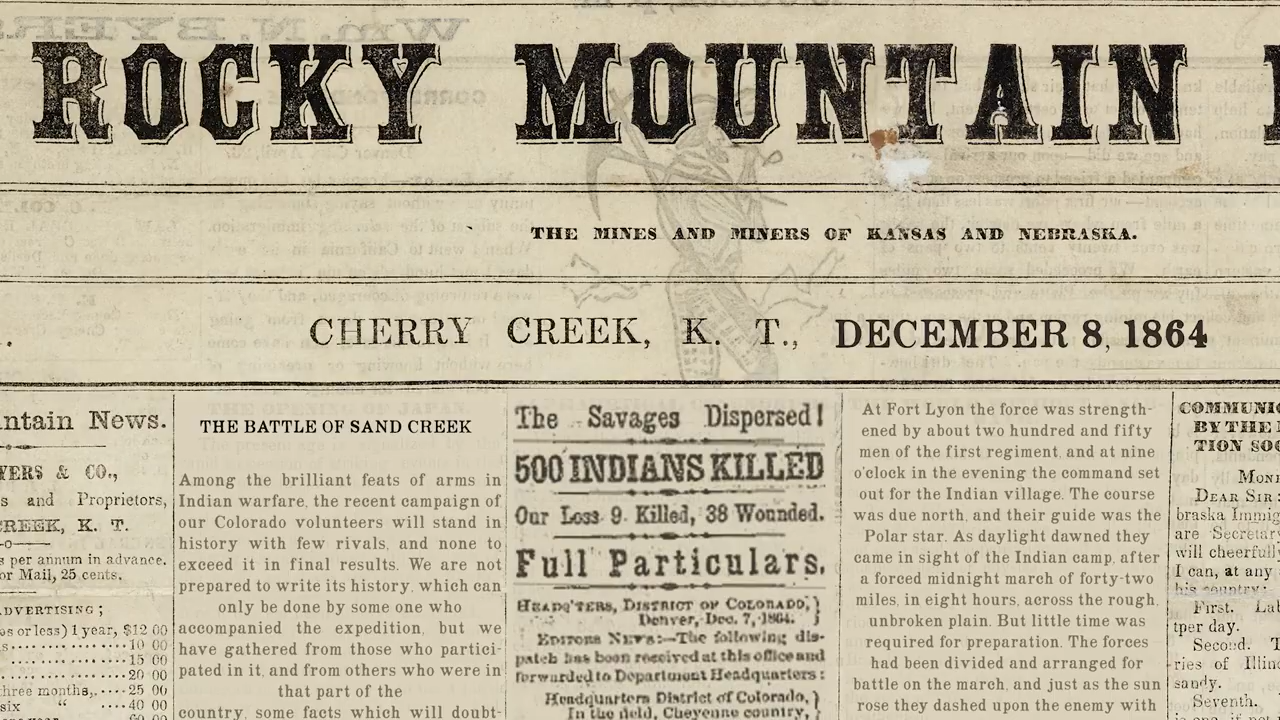 ROCKY MOUNTAIN
THE MINES AND MINERS OF KANSAS AND NEBRASKA.
CHERRY CREEK, K. T., DECEMBER 8, 1864
ntain News.
YERS & CO.,
s and Proprietors,
CREEK, K. T.
s per annum in advance.
or Mail, 25 cents.
ADVERTISING ;
os or less) 1 year, $12 00
10 00
15 00
20 00
three months,.... 25 00
six " ....40 00
THE BATTLE OF SAND CREEK
Among the brilliant feats of arms in
Indian warfare, the recent campaign of
our Colorado volunteers will stand in
history with few rivals, and none to
exceed it in final results. We are not
prepared to write its history, which can
only be done by some one who
accompanied the expedition, but we
have gathered from those who partici-
pated in it, and from others who were in
that part of the
country, some facts which will doubt-
The Savages Dispersed!
500 INDIANS KILLED
Our Loss 9 Killed, 38 Wounded.
Full Particulars.
HEADQ'TERS, DISTRICT OF COLORADO, }
Denver, Dec. 7, 1864. }
EDITORS NEWS:—The following dis-
patch has been received at this office and
forwarded to Department Headquarters:
Headquarters District of Colorado, }
In the field, Cheyenne country, }
At Fort Lyon the force was strength-
ened by about two hundred and fifty
men of the first regiment, and at nine
o'clock in the evening the command set
out for the Indian village. The course
was due north, and their guide was the
Polar star. As daylight dawned they
came in sight of the Indian camp, after
a forced midnight march of forty-two
miles, in eight hours, across the rough,
unbroken plain. But little time was
required for preparation. The forces
had been divided and arranged for
battle on the march, and just as the sun
rose they dashed upon the enemy with
COMMUNIC
BY THE
TION SOC
MON
DEAR SIR
braska Immig
are Secretary
will cheerfully
I can, at any
his country:
First. La
tper day.
Second. T
ries of Illin
sandy.
Seventh.